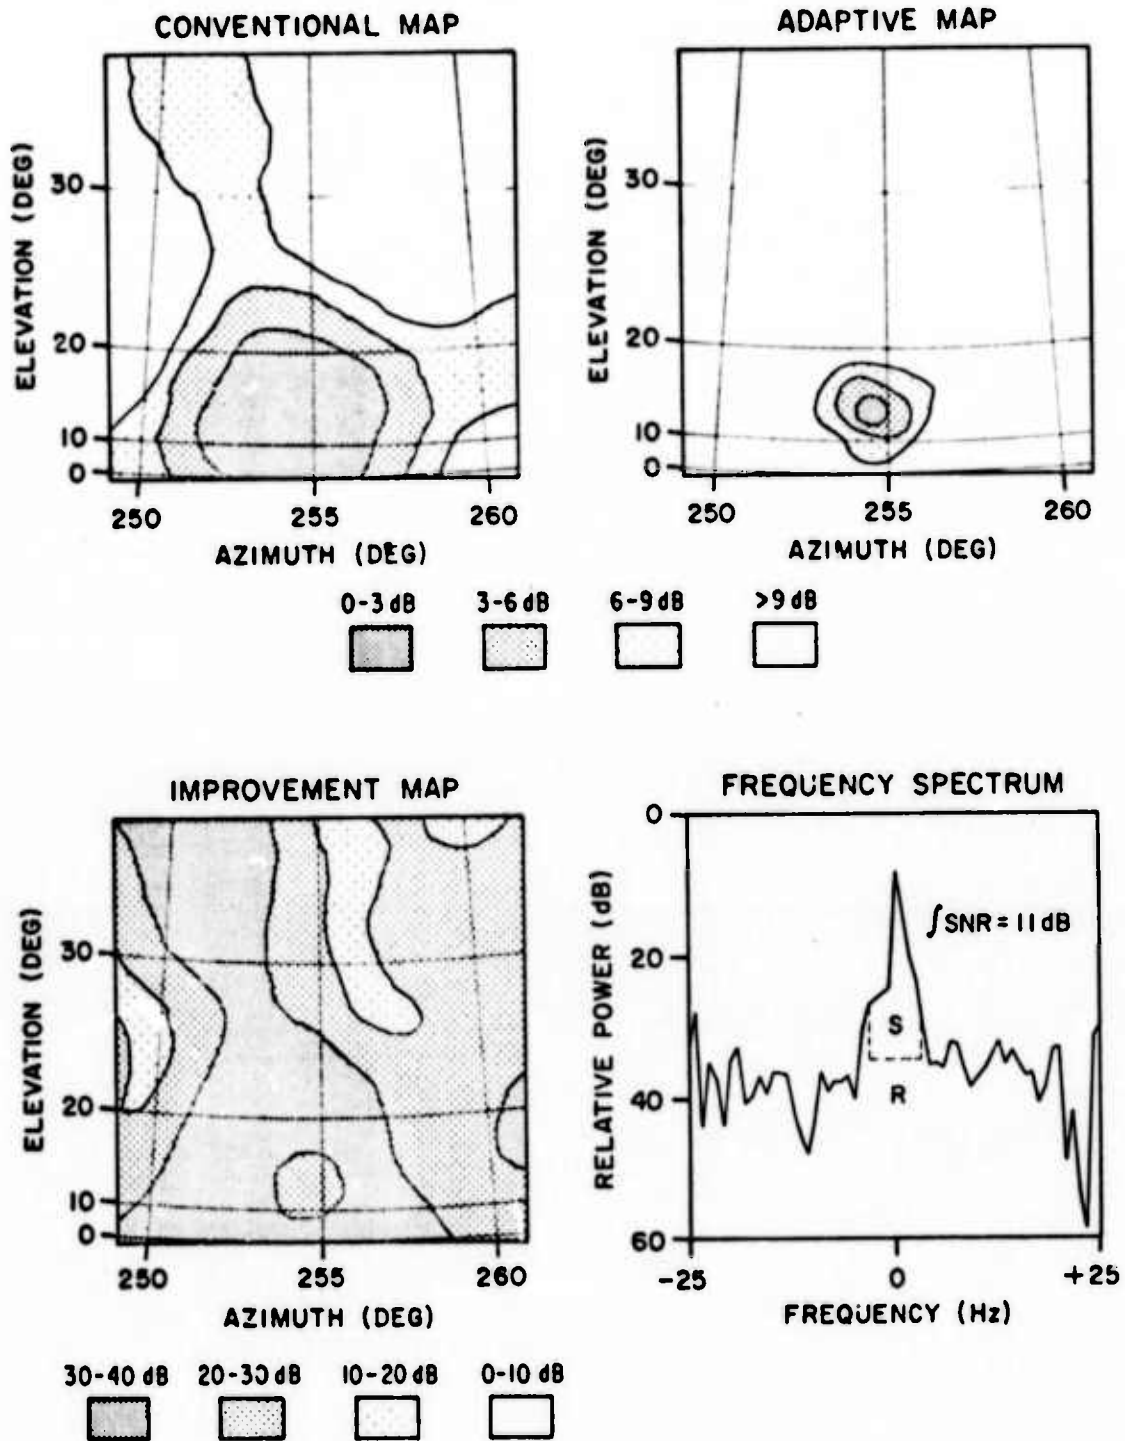 CONVENTIONAL MAP
ELEVATION (DEG)
30
20
10
0
250
255
260
AZIMUTH (DEG)
ADAPTIVE MAP
ELEVATION (DEG)
30
20
10
0
250
255
260
AZIMUTH (DEG)
0-3 dB
3-6 dB
6-9 dB
>9 dB
IMPROVEMENT MAP
ELEVATION (DEG)
30
20
10
0
250
255
260
AZIMUTH (DEG)
30-40 dB
20-30 dB
10-20 dB
0-10 dB
FREQUENCY SPECTRUM
RELATIVE POWER (dB)
0
20
40
60
∫SNR = 11 dB
S
R
-25
0
+25
FREQUENCY (Hz)